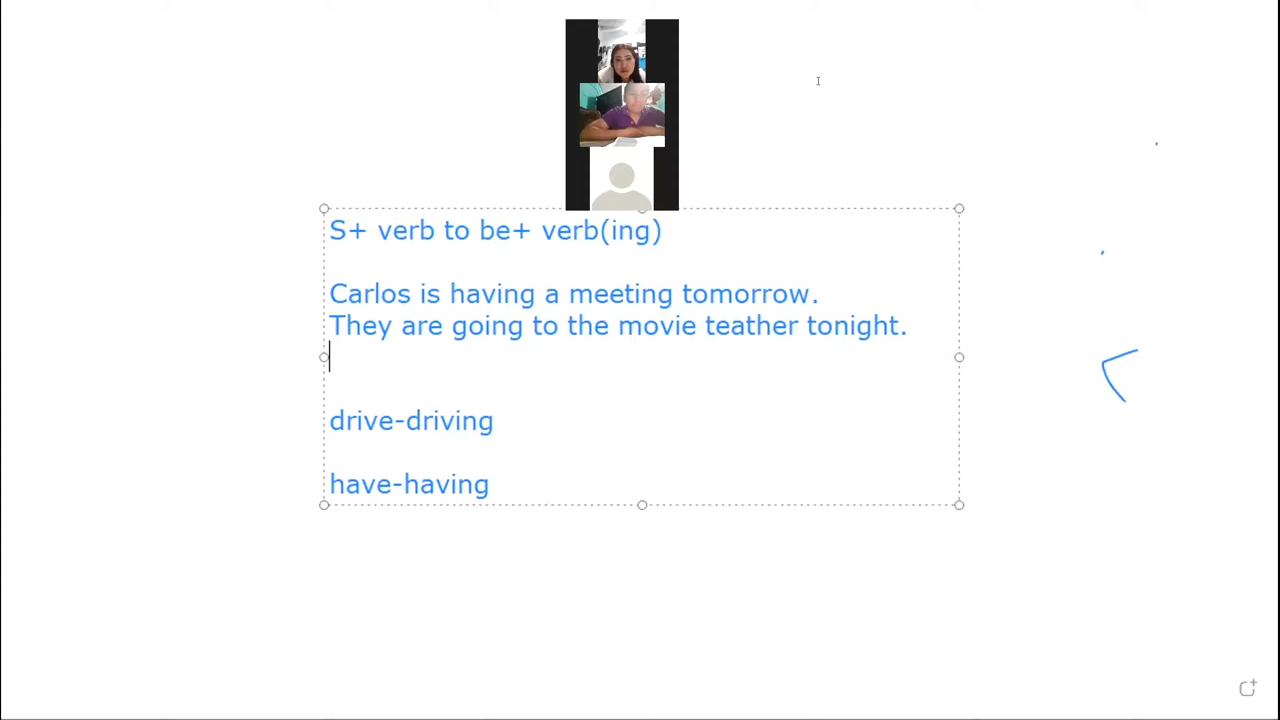 S+ verb to be+ verb(ing)
Carlos is having a meeting tomorrow.
They are going to the movie teather tonight.
drive-driving
have-having